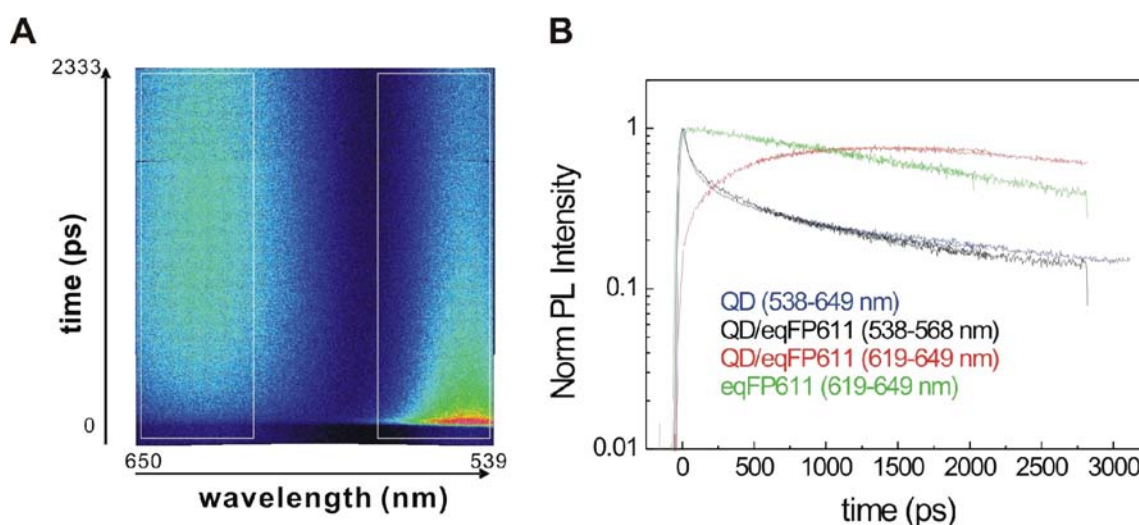 A
2333
time (ps)
0
650
539
wavelength (nm)
B
Norm PL Intensity
1
0.1
0.01
QD (538-649 nm)
QD/eqFP611 (538-568 nm)
QD/eqFP611 (619-649 nm)
eqFP611 (619-649 nm)
0 500 1000 1500 2000 2500 3000
time (ps)